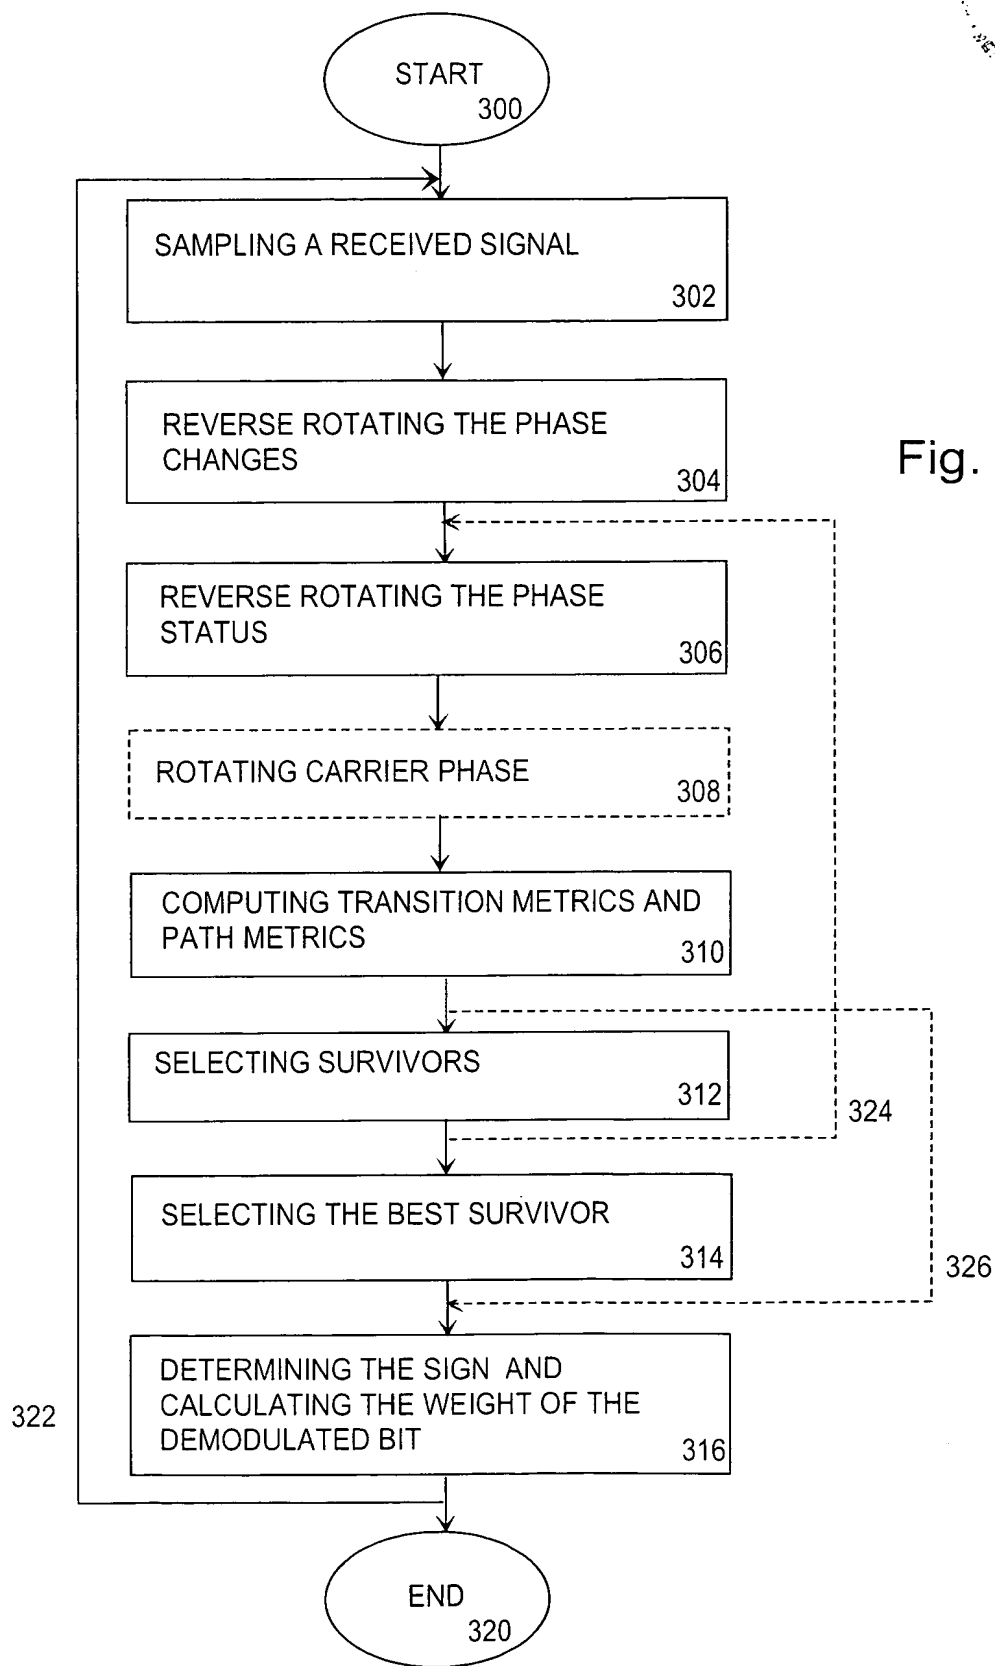 START
300
SAMPLING A RECEIVED SIGNAL
302
REVERSE ROTATING THE PHASE
CHANGES
304
Fig.
REVERSE ROTATING THE PHASE
STATUS
306
ROTATING CARRIER PHASE
308
COMPUTING TRANSITION METRICS AND
PATH METRICS
310
SELECTING SURVIVORS
312
324
SELECTING THE BEST SURVIVOR
314
326
DETERMINING THE SIGN AND
CALCULATING THE WEIGHT OF THE
DEMODULATED BIT
316
322
END
320